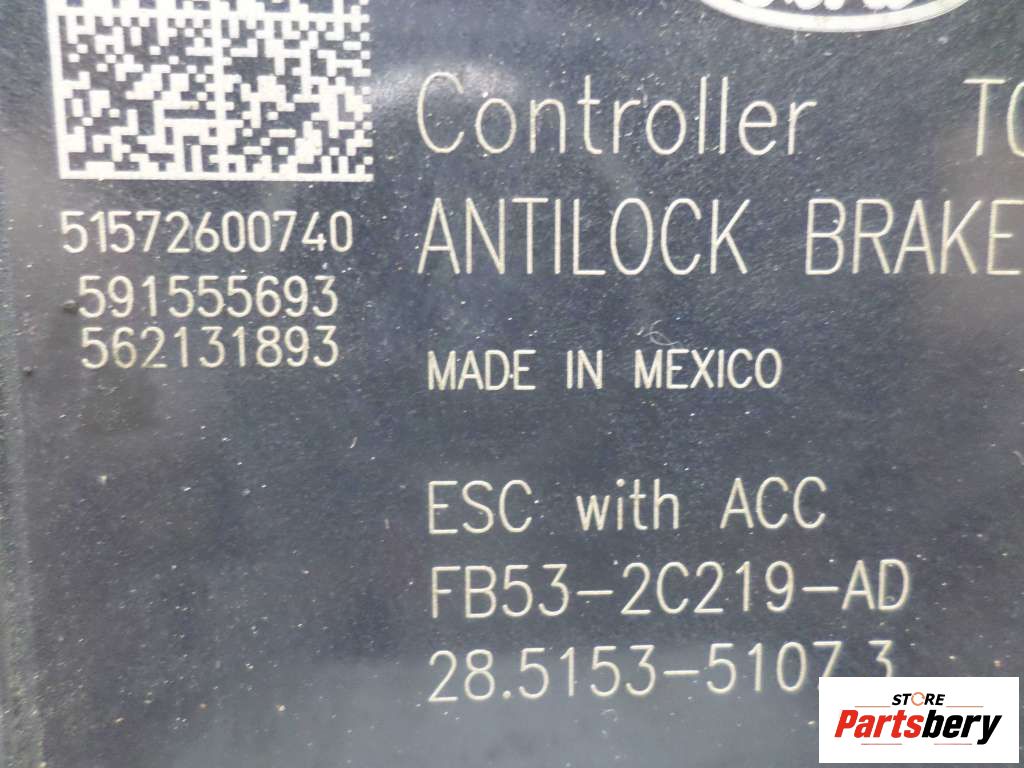 Controller TC
ANTILOCK BRAKE
51572600740
591555693
562131893
MADE IN MEXICO
ESC with ACC
FB53-2C219-AD
28.5153-5107.3
STORE
Partsbery